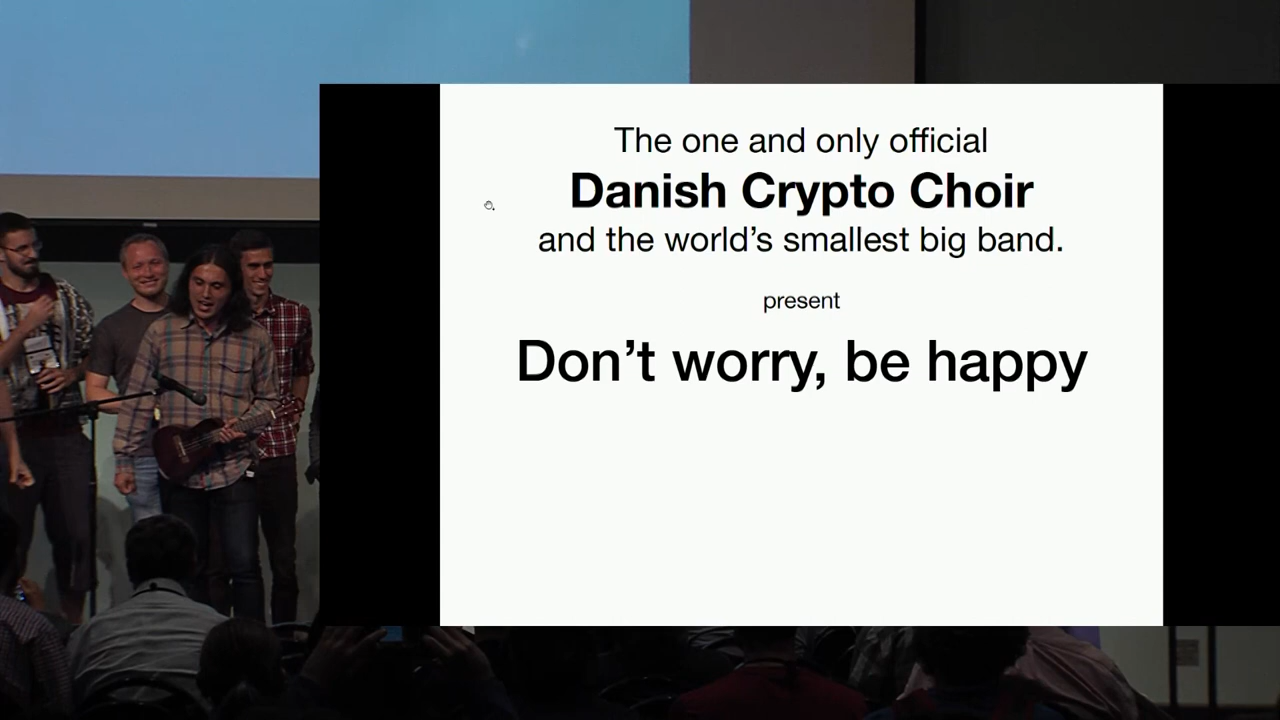 The one and only official
Danish Crypto Choir
and the world’s smallest big band.
present
Don’t worry, be happy